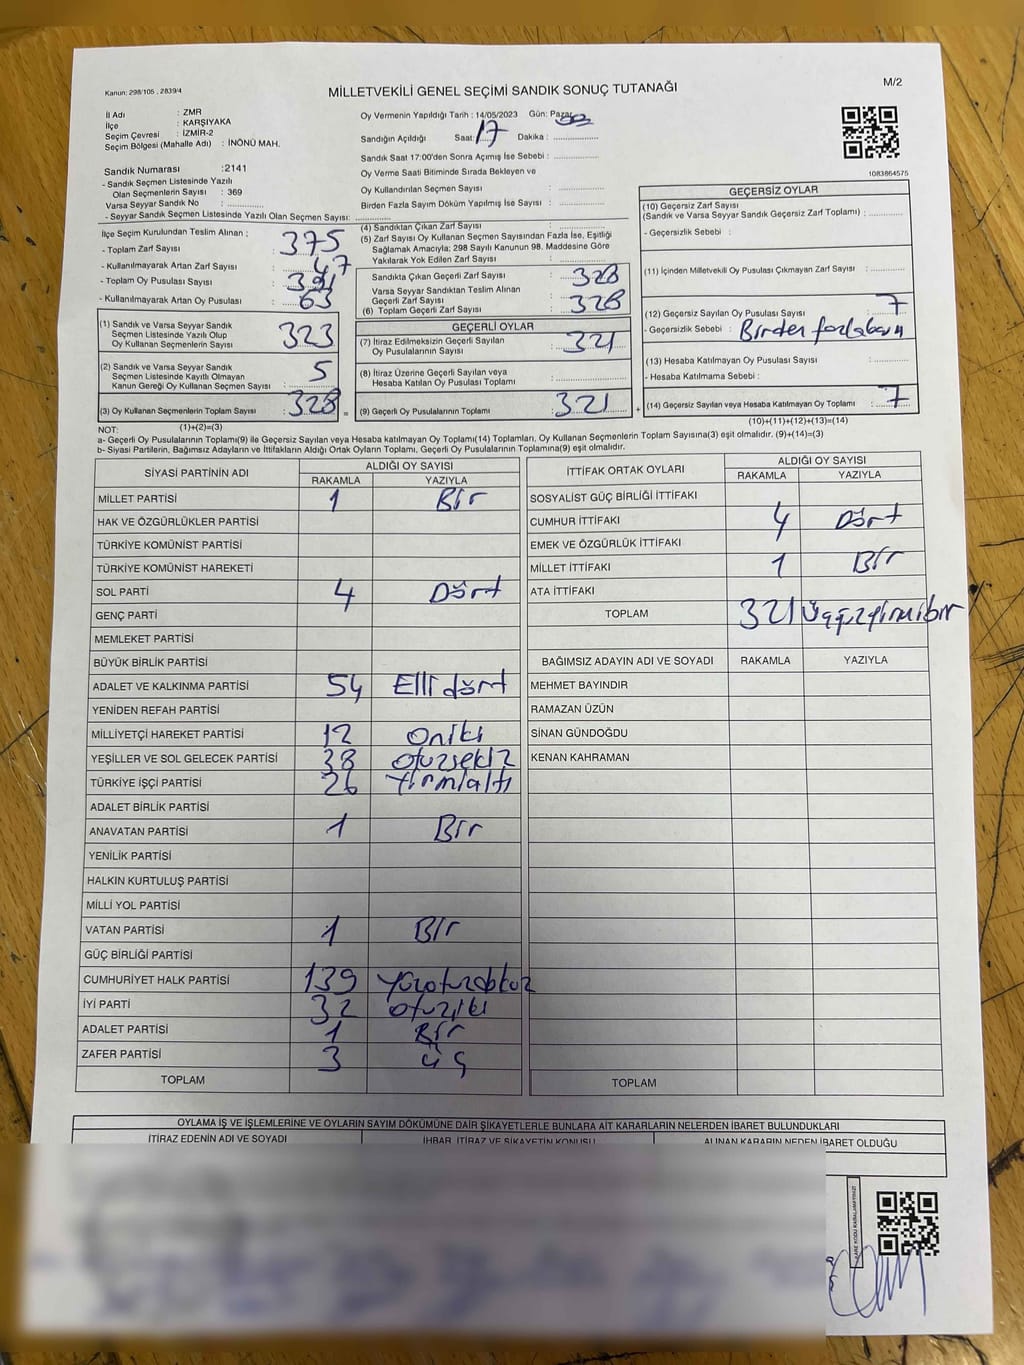 Kanun: 298/105 , 2839/4
MİLLETVEKİLİ GENEL SEÇİMİ SANDIK SONUÇ TUTANAĞI
M/2
İl Adı : ZMR
İlçe : KARŞIYAKA
Seçim Çevresi : İZMİR-2
Seçim Bölgesi (Mahalle Adı) : İNÖNÜ MAH.
Sandık Numarası :2141
- Sandık Seçmen Listesinde Yazılı
Olan Seçmenlerin Sayısı : 369
Varsa Seyyar Sandık No : ..............
- Seyyar Sandık Seçmen Listesinde Yazılı Olan Seçmen Sayısı: ..............
Oy Vermenin Yapıldığı Tarih : 14/05/2023 Gün: Pazar
Sandığın Açıldığı Saat: 17 Dakika : ..............
Sandık Saat 17:00'den Sonra Açımış İse Sebebi : ..............
Oy Verme Saati Bitiminde Sırada Bekleyen ve
Oy Kullandırılan Seçmen Sayısı : ..............
Birden Fazla Sayım Döküm Yapılmış İse Sayısı : ..............
1083864575
İlçe Seçim Kurulundan Teslim Alınan ;
- Toplam Zarf Sayısı : 375
- Kullanılmayarak Artan Zarf Sayısı : 47
- Toplam Oy Pusulası Sayısı : 391
- Kullanılmayarak Artan Oy Pusulası : 63
(1) Sandık ve Varsa Seyyar Sandık
Seçmen Listesinde Yazılı Olup
Oy Kullanan Seçmenlerin Sayısı : 323
(2) Sandık ve Varsa Seyyar Sandık
Seçmen Listesinde Kayıtlı Olmayan
Kanun Gereği Oy Kullanan Seçmen Sayısı : 5
(3) Oy Kullanan Seçmenlerin Toplam Sayısı : 328 =
(1)+(2)=(3)
(4) Sandıktan Çıkan Zarf Sayısı : ..............
(5) Zarf Sayısı Oy Kullanan Seçmen Sayısından Fazla İse, Eşitliği
Sağlamak Amacıyla; 298 Sayılı Kanunun 98. Maddesine Göre
Yakılarak Yok Edilen Zarf Sayısı : ..............
Sandıkta Çıkan Geçerli Zarf Sayısı : 328
Varsa Seyyar Sandıktan Teslim Alınan
Geçerli Zarf Sayısı : ..............
(6) Toplam Geçerli Zarf Sayısı : 328
GEÇERLİ OYLAR
(7) İtiraz Edilmeksizin Geçerli Sayılan
Oy Pusulalarının Sayısı : 321
(8) İtiraz Üzerine Geçerli Sayılan veya
Hesaba Katılan Oy Pusulası Toplamı : ..............
(9) Geçerli Oy Pusulalarının Toplamı : 321 +
GEÇERSİZ OYLAR
(10) Geçersiz Zarf Sayısı
(Sandık ve Varsa Seyyar Sandık Geçersiz Zarf Toplamı) : ..............
- Geçersizlik Sebebi :
(11) İçinden Milletvekili Oy Pusulası Çıkmayan Zarf Sayısı : ..............
(12) Geçersiz Sayılan Oy Pusulası Sayısı : 7
- Geçersizlik Sebebi : Birden fazla basım
(13) Hesaba Katılmayan Oy Pusulası Sayısı : ..............
- Hesaba Katılmama Sebebi :
(14) Geçersiz Sayılan veya Hesaba Katılmayan Oy Toplamı : 7
(10)+(11)+(12)+(13)=(14)
NOT:
a- Geçerli Oy Pusulalarının Toplamı(9) ile Geçersiz Sayılan veya Hesaba katılmayan Oy Toplamı(14) Toplamları, Oy Kullanan Seçmenlerin Toplam Sayısına(3) eşit olmalıdır. (9)+(14)=(3)
b- Siyasi Partilerin, Bağımsız Adayların ve İttifakların Aldığı Ortak Oyların Toplamı, Geçerli Oy Pusulalarının Toplamına(9) eşit olmalıdır.
SİYASİ PARTİNİN ADI ALDIĞI OY SAYISI
RAKAMLA YAZIYLA
MİLLET PARTİSİ 1 Bir
HAK VE ÖZGÜRLÜKLER PARTİSİ
TÜRKİYE KOMÜNİST PARTİSİ
TÜRKİYE KOMÜNİST HAREKETİ
SOL PARTİ 4 Dört
GENÇ PARTİ
MEMLEKET PARTİSİ
BÜYÜK BİRLİK PARTİSİ
ADALET VE KALKINMA PARTİSİ 54 Elli dört
YENİDEN REFAH PARTİSİ
MİLLİYETÇİ HAREKET PARTİSİ 12 Oniki
YEŞİLLER VE SOL GELECEK PARTİSİ 38 Otuzsekiz
TÜRKİYE İŞÇİ PARTİSİ 26 Yirmialtı
ADALET BİRLİK PARTİSİ
ANAVATAN PARTİSİ 1 Bir
YENİLİK PARTİSİ
HALKIN KURTULUŞ PARTİSİ
MİLLİ YOL PARTİSİ
VATAN PARTİSİ 1 Bir
GÜÇ BİRLİĞİ PARTİSİ
CUMHURİYET HALK PARTİSİ 139 Yüzotuzdokuz
İYİ PARTİ 32 Otuziki
ADALET PARTİSİ 1 Bir
ZAFER PARTİSİ 3 üç
TOPLAM
İTTİFAK ORTAK OYLARI ALDIĞI OY SAYISI
RAKAMLA YAZIYLA
SOSYALİST GÜÇ BİRLİĞİ İTTİFAKI
CUMHUR İTTİFAKI 4 Dört
EMEK VE ÖZGÜRLÜK İTTİFAKI
MİLLET İTTİFAKI 1 Bir
ATA İTTİFAKI
TOPLAM 321 Üçyüzyirmibir
BAĞIMSIZ ADAYIN ADI VE SOYADI RAKAMLA YAZIYLA
MEHMET BAYINDIR
RAMAZAN ÜZÜN
SİNAN GÜNDOĞDU
KENAN KAHRAMAN
TOPLAM
OYLAMA İŞ VE İŞLEMLERİNE VE OYLARIN SAYIM DÖKÜMÜNE DAİR ŞİKAYETLERLE BUNLARA AİT KARARLARIN NELERDEN İBARET BULUNDUKLARI
İTİRAZ EDENİN ADI VE SOYADI İHBAR, İTİRAZ VE ŞİKAYETİN KONUSU ALINAN KARARIN NEDEN İBARET OLDUĞU